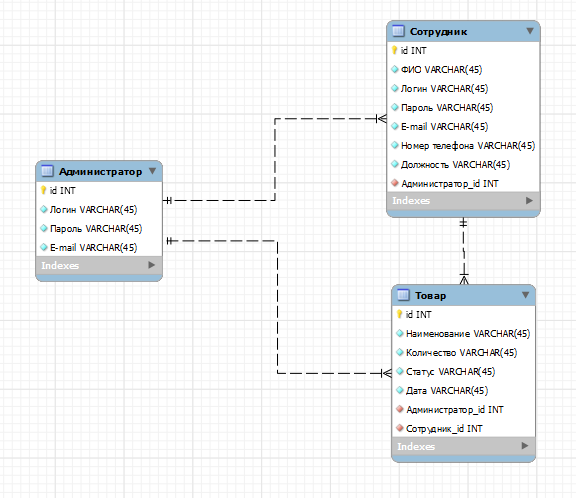 Сотрудник
id INT
ФИО VARCHAR(45)
Логин VARCHAR(45)
Пароль VARCHAR(45)
E-mail VARCHAR(45)
Номер телефона VARCHAR(45)
Должность VARCHAR(45)
Администратор_id INT
Indexes
Администратор
id INT
Логин VARCHAR(45)
Пароль VARCHAR(45)
E-mail VARCHAR(45)
Indexes
Товар
id INT
Наименование VARCHAR(45)
Количество VARCHAR(45)
Статус VARCHAR(45)
Дата VARCHAR(45)
Администратор_id INT
Сотрудник_id INT
Indexes